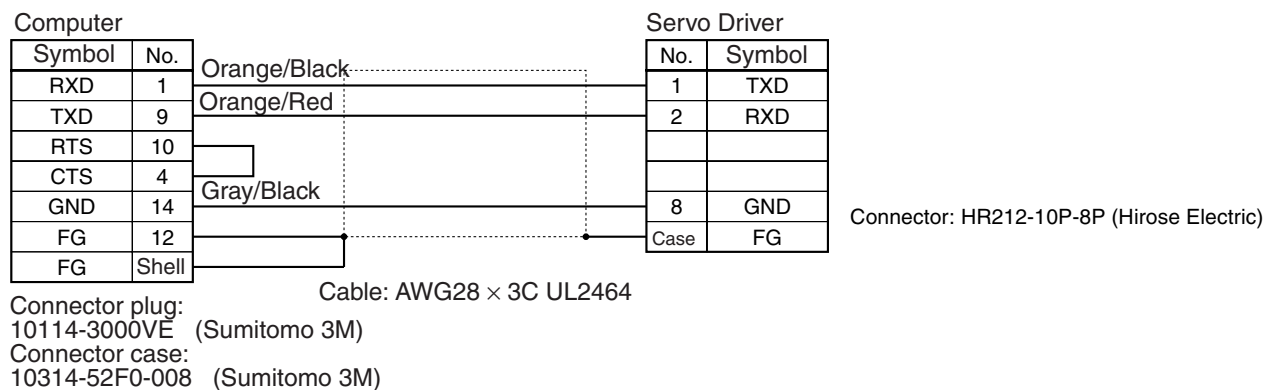 Computer
Servo Driver
Symbol No.
No. Symbol
Orange/Black
RXD 1
1 TXD
Orange/Red
TXD 9
2 RXD
RTS 10
CTS 4
Gray/Black
GND 14
8 GND
Connector: HR212-10P-8P (Hirose Electric)
FG 12
Case FG
FG Shell
Cable: AWG28 × 3C UL2464
Connector plug:
10114-3000VE (Sumitomo 3M)
Connector case:
10314-52F0-008 (Sumitomo 3M)